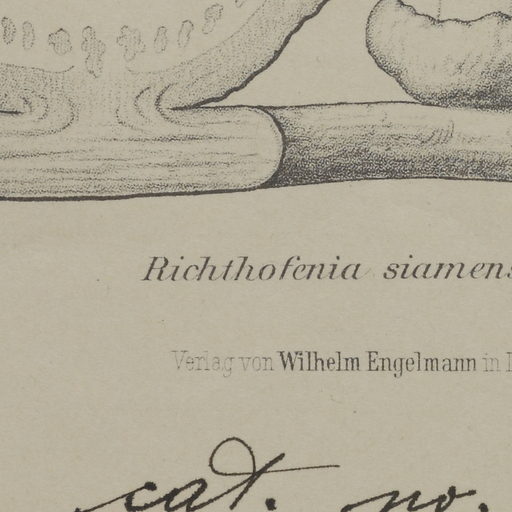 Richthofenia siamens
Verlag von Wilhelm Engelmann in
cat. no.